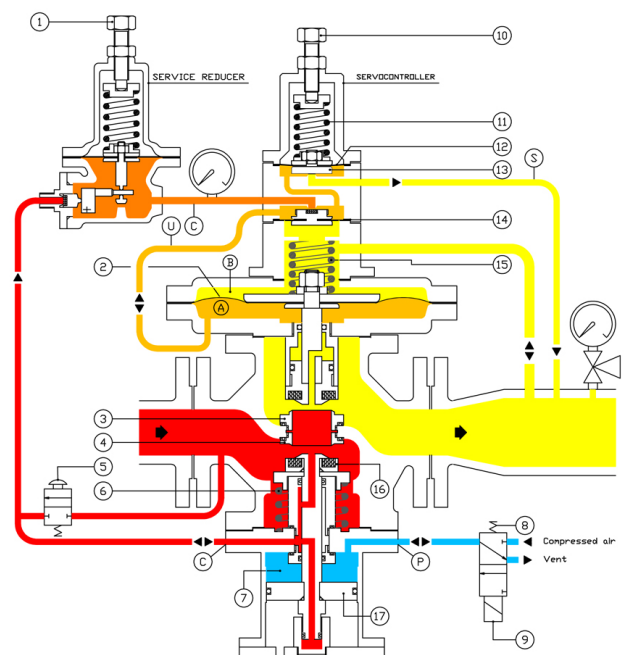 1
10
SERVICE REDUCER
SERVOCONTROLLER
11
12
13
S
C
14
U
2
B
15
A
3
4
5
6
16
8
Compressed air
C
P
Vent
7
17
9